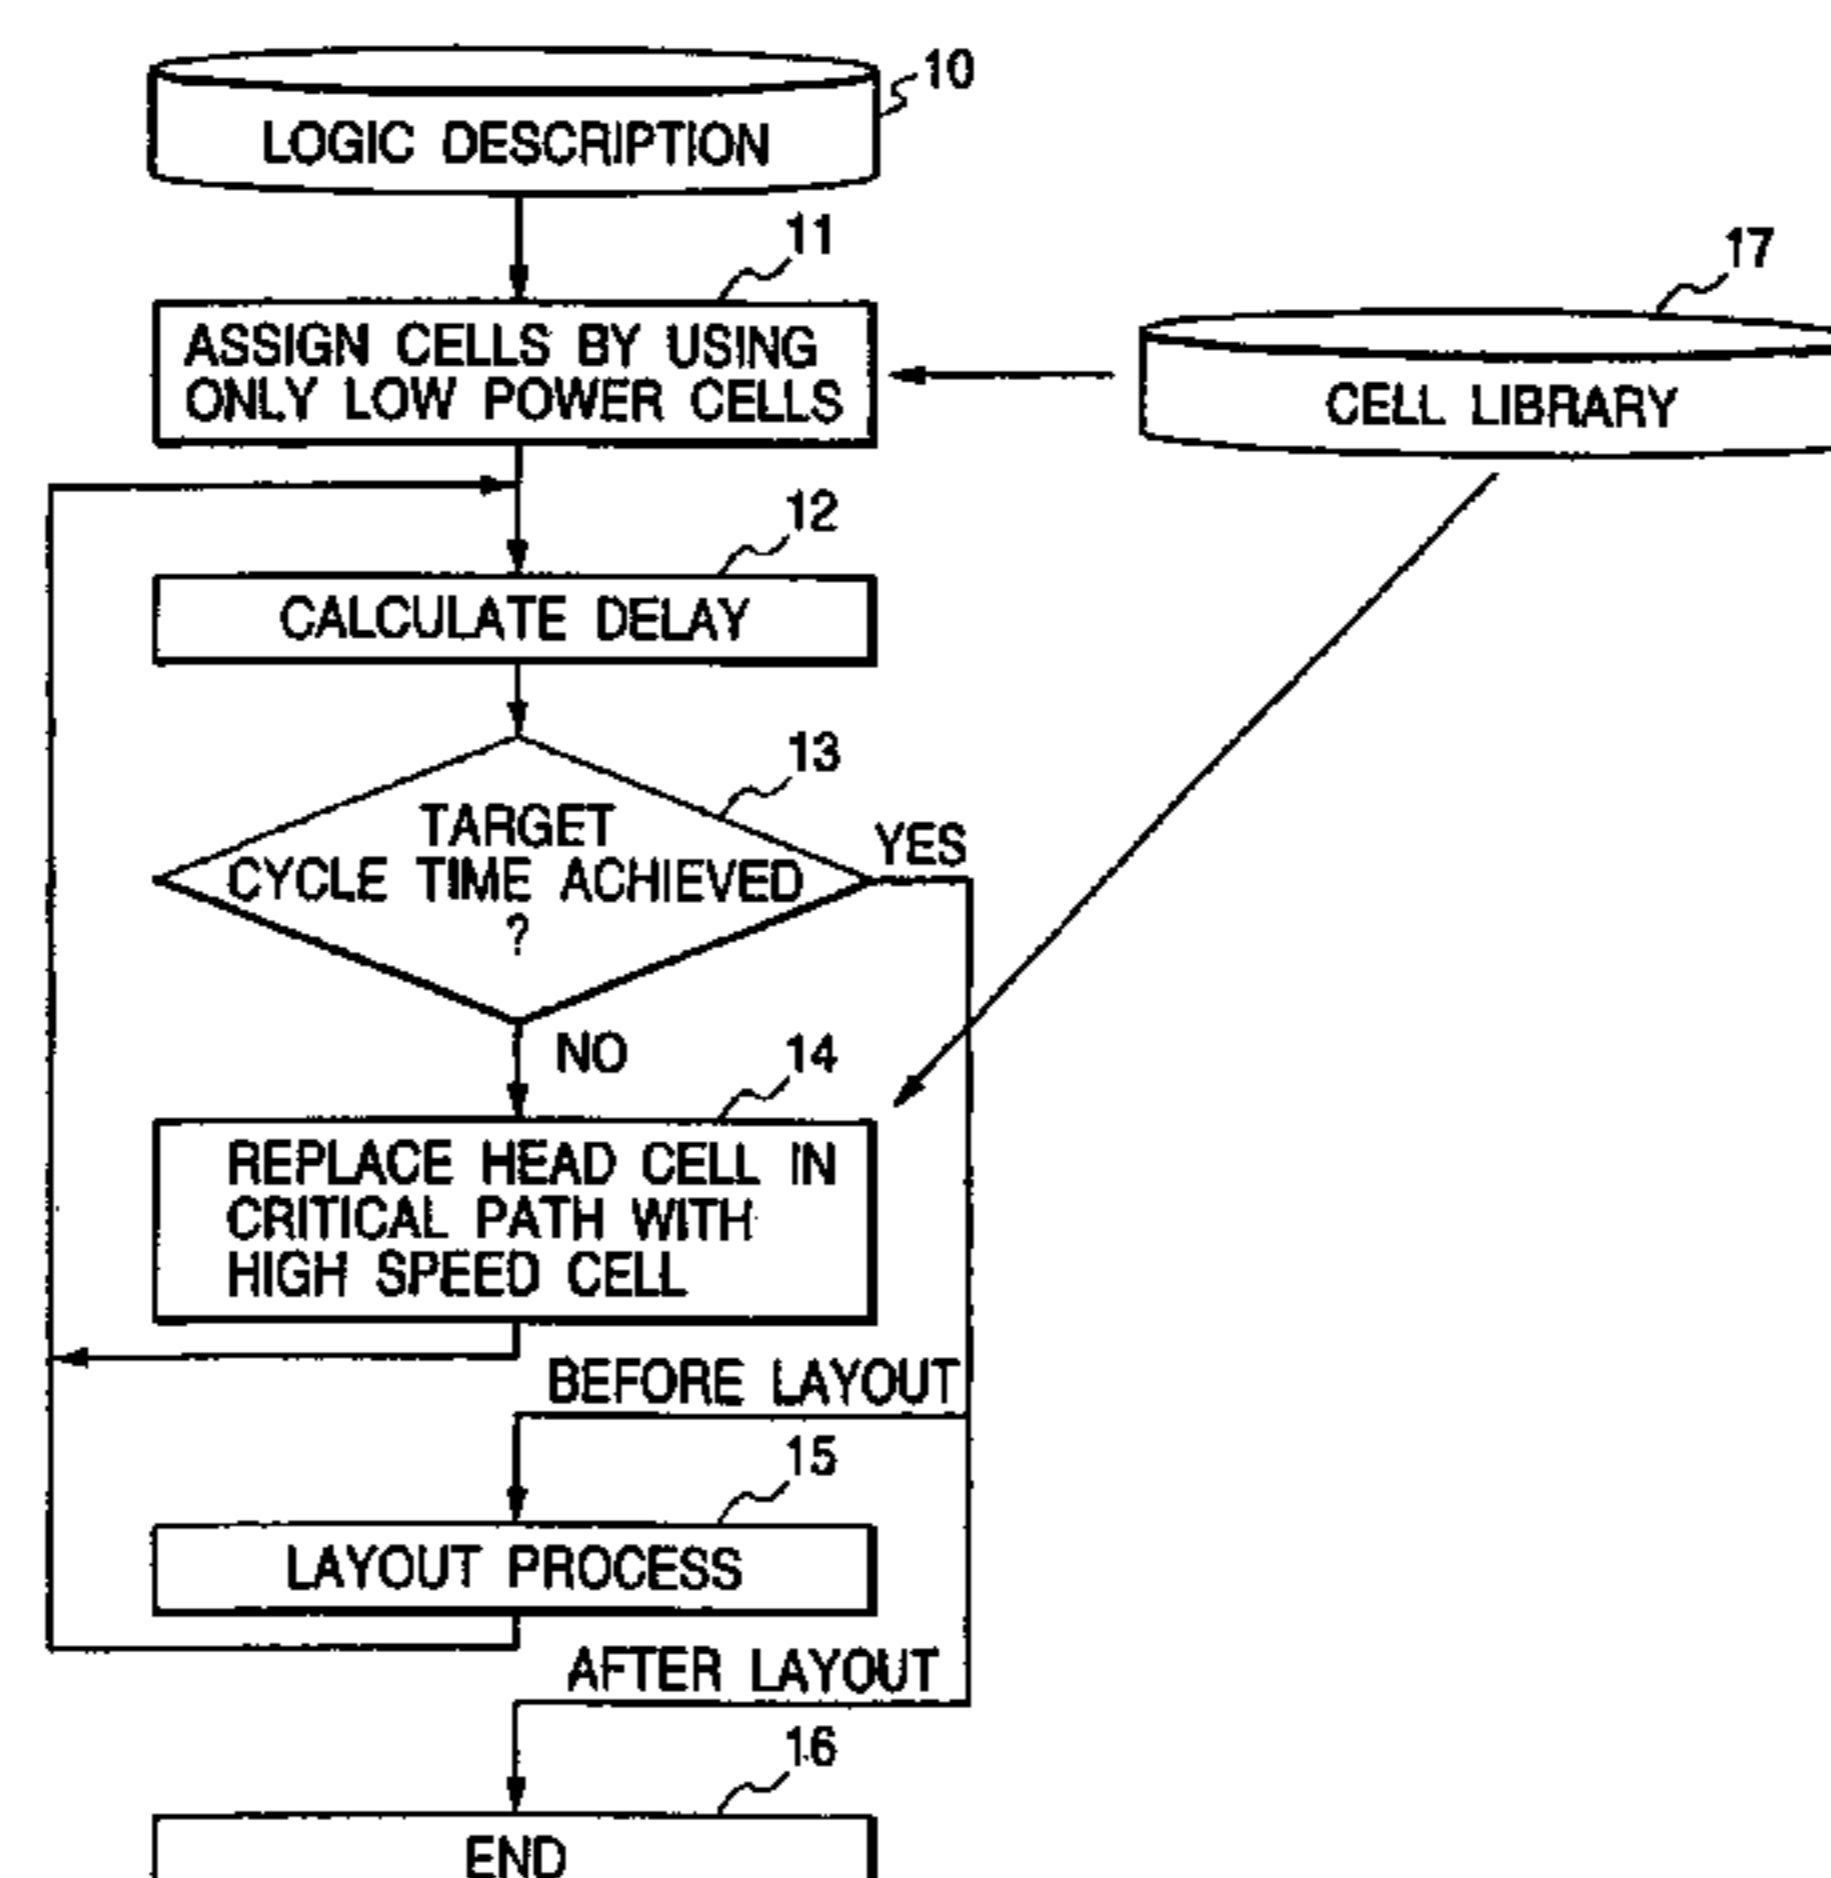 10
LOGIC DESCRIPTION
11
17
ASSIGN CELLS BY USING
ONLY LOW POWER CELLS
CELL LIBRARY
12
CALCULATE DELAY
13
TARGET
CYCLE TIME ACHIEVED
?
YES
NO
14
REPLACE HEAD CELL IN
CRITICAL PATH WITH
HIGH SPEED CELL
BEFORE LAYOUT
15
LAYOUT PROCESS
AFTER LAYOUT
16
END